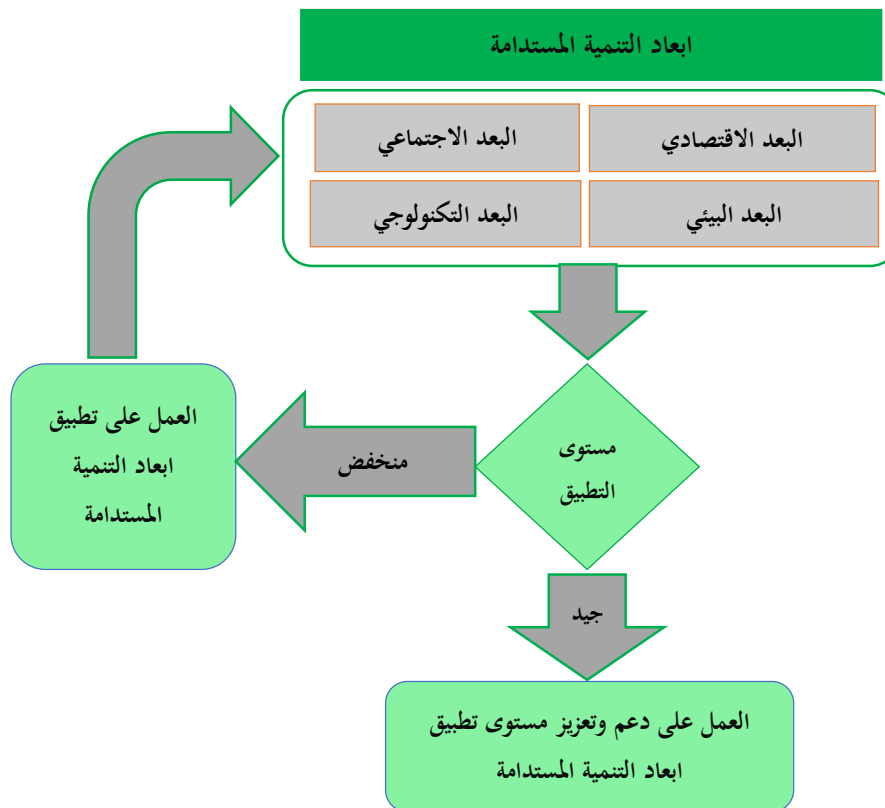 ابعاد التنمية المستدامة
البعد الاقتصادي
البعد الاجتماعي
البعد البيئي
البعد التكنولوجي
مستوى
التطبيق
منخفض
العمل على تطبيق
ابعاد التنمية
المستدامة
جيد
العمل على دعم وتعزيز مستوى تطبيق
ابعاد التنمية المستدامة